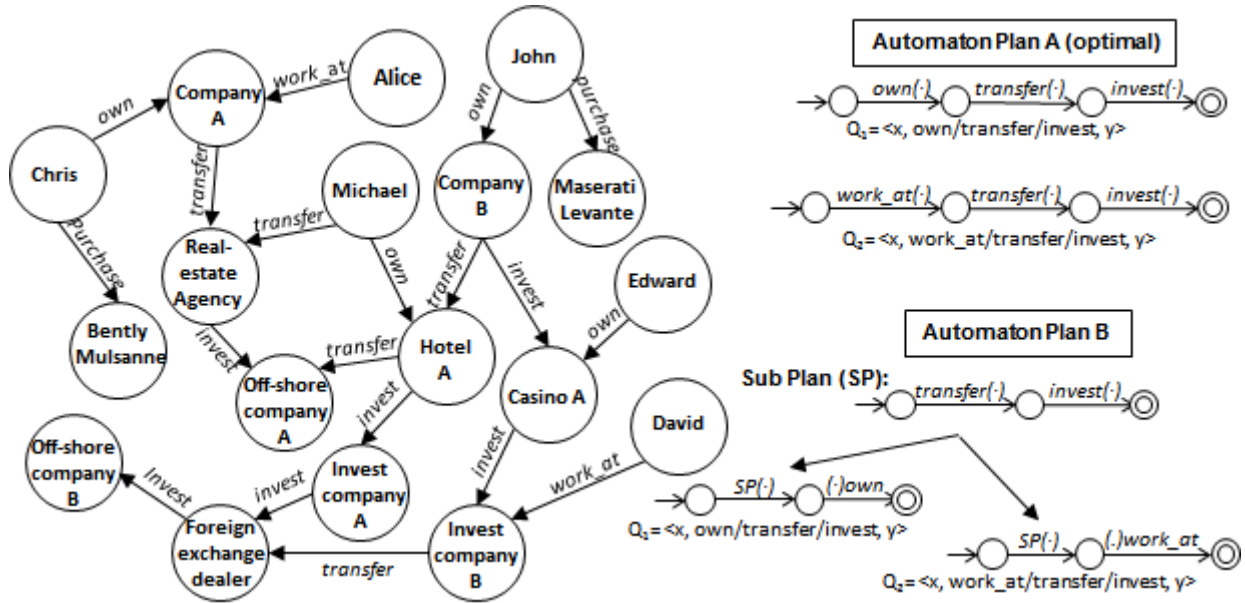 John
own
purchase
Alice
work_at
Company
A
own
Chris
transfer
Purchase
Michael
transfer
own
Company
B
Maserati
Levante
transfer
invest
Real-
estate
Agency
Edward
own
Bently
Mulsanne
invest
transfer
Hotel
A
Off-shore
company
A
invest
Casino A
David
invest
work_at
Off-shore
company
B
Invest
Invest
company
A
invest
Foreign
exchange
dealer
transfer
Invest
company
B
Automaton Plan A (optimal)
own(·) transfer(·) invest(·)
Q₁=<x, own/transfer/invest, y>
work_at(·) transfer(·) invest(·)
Q₂=<x, work_at/transfer/invest, y>
Automaton Plan B
Sub Plan (SP):
transfer(·) invest(·)
SP(·) (·)own
Q₁=<x, own/transfer/invest, y>
SP(·) (.)work_at
Q₂=<x, work_at/transfer/invest, y>